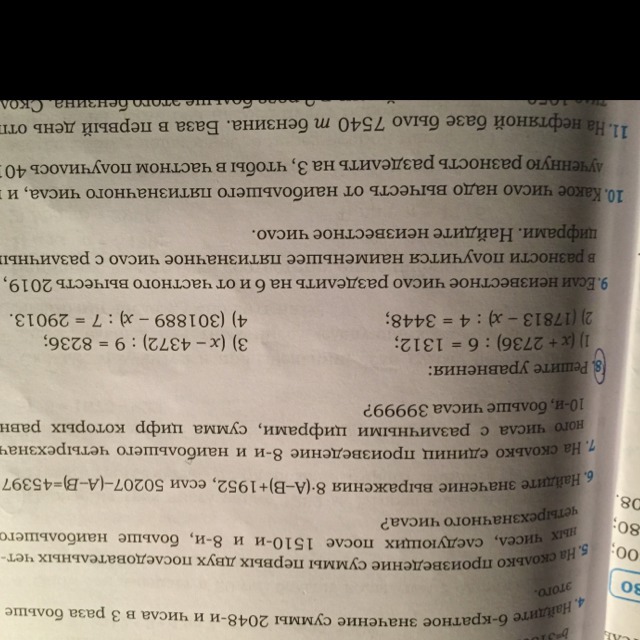 4. Найдите 6-кратное значение суммы 2048-и и числа в 3 раза больше
этого.
5. На сколько произведение суммы первых двух последовательных чет-
ных чисел, следующих после 1510-и и 8-и, больше наибольшего
четырехзначного числа?
6. Найдите значение выражения 8·(А–В)+1952, если 50207–(А–В)=45397
7. На сколько единиц произведение 8-и и наибольшего четырехзнач
ного числа с различными цифрами, сумма цифр которых равн
10-и, больше числа 39999?
8. Решите уравнения:
1) (x + 2736) : 6 = 1312; 3) (x – 4372) : 9 = 8236;
2) (17813 – x) : 4 = 3448; 4) (301889 – x) : 7 = 29013.
9. Если неизвестное число разделить на 6 и от частного вычесть 2019,
в разности получится наименьшее пятизначное число с различны
цифрами. Найдите неизвестное число.
10. Какое число надо вычесть от наибольшего пятизначного числа, и
лученную разность разделить на 3, чтобы в частном получилось 40
11. На нефтяной базе было 7540 т бензина. База в первый день отп
08.
80;
00;